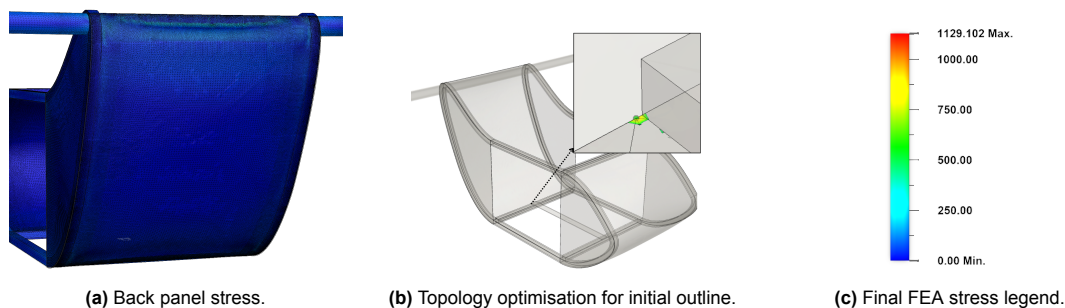 1129.102 Max.
1000.00
750.00
500.00
250.00
0.00 Min.
(a) Back panel stress.
(b) Topology optimisation for initial outline.
(c) Final FEA stress legend.